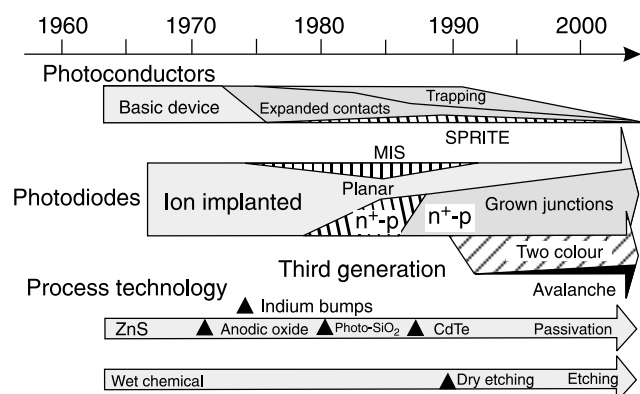 1960 1970 1980 1990 2000
Photoconductors
Basic device
Expanded contacts
Trapping
SPRITE
MIS
Photodiodes
Ion implanted
Planar
n⁺-p
n⁺-p
Grown junctions
Third generation
Two colour
Avalanche
Process technology
Indium bumps
ZnS Anodic oxide Photo-SiO₂ CdTe Passivation
Wet chemical Dry etching Etching